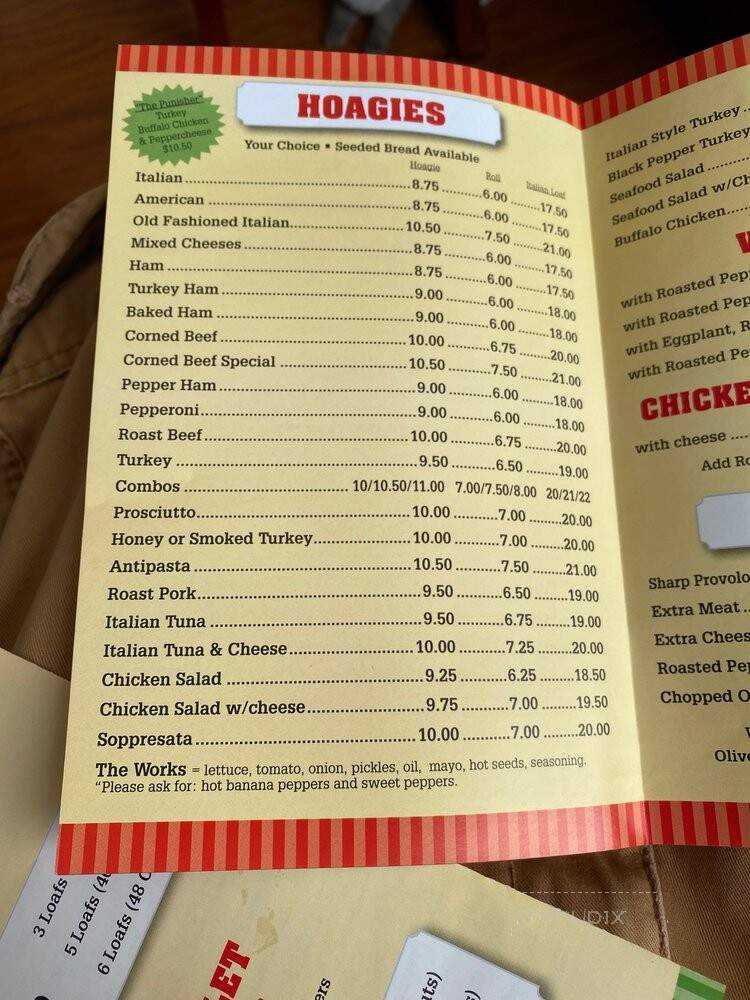 "The Punisher"
Turkey
Buffalo Chicken
& Peppercheese
$10.50
HOAGIES
Your Choice • Seeded Bread Available
Hoagie Roll Italian Loaf
Italian 8.75 6.00 17.50
American 8.75 6.00 17.50
Old Fashioned Italian 10.50 7.50 21.00
Mixed Cheeses 8.75 6.00 17.50
Ham 8.75 6.00 17.50
Turkey Ham 9.00 6.00 18.00
Baked Ham 9.00 6.00 18.00
Corned Beef 10.00 6.75 20.00
Corned Beef Special 10.50 7.50 21.00
Pepper Ham 9.00 6.00 18.00
Pepperoni 9.00 6.00 18.00
Roast Beef 10.00 6.75 20.00
Turkey 9.50 6.50 19.00
Combos 10/10.50/11.00 7.00/7.50/8.00 20/21/22
Prosciutto 10.00 7.00 20.00
Honey or Smoked Turkey 10.00 7.00 20.00
Antipasta 10.50 7.50 21.00
Roast Pork 9.50 6.50 19.00
Italian Tuna 9.50 6.75 19.00
Italian Tuna & Cheese 10.00 7.25 20.00
Chicken Salad 9.25 6.25 18.50
Chicken Salad w/cheese 9.75 7.00 19.50
Soppresata 10.00 7.00 20.00
The Works = lettuce, tomato, onion, pickles, oil, mayo, hot seeds, seasoning.
"Please ask for: hot banana peppers and sweet peppers.
Italian Style Turkey
Black Pepper Turkey
Seafood Salad
Seafood Salad w/Ch
Buffalo Chicken
with Roasted Pep
with Roasted Pep
with Eggplant, R
with Roasted Pe
CHICKE
with cheese
Add Ro
Sharp Provolo
Extra Meat
Extra Chees
Roasted Pep
Chopped O
Olive
3 Loafs
5 Loafs
6 Loafs (48
LET